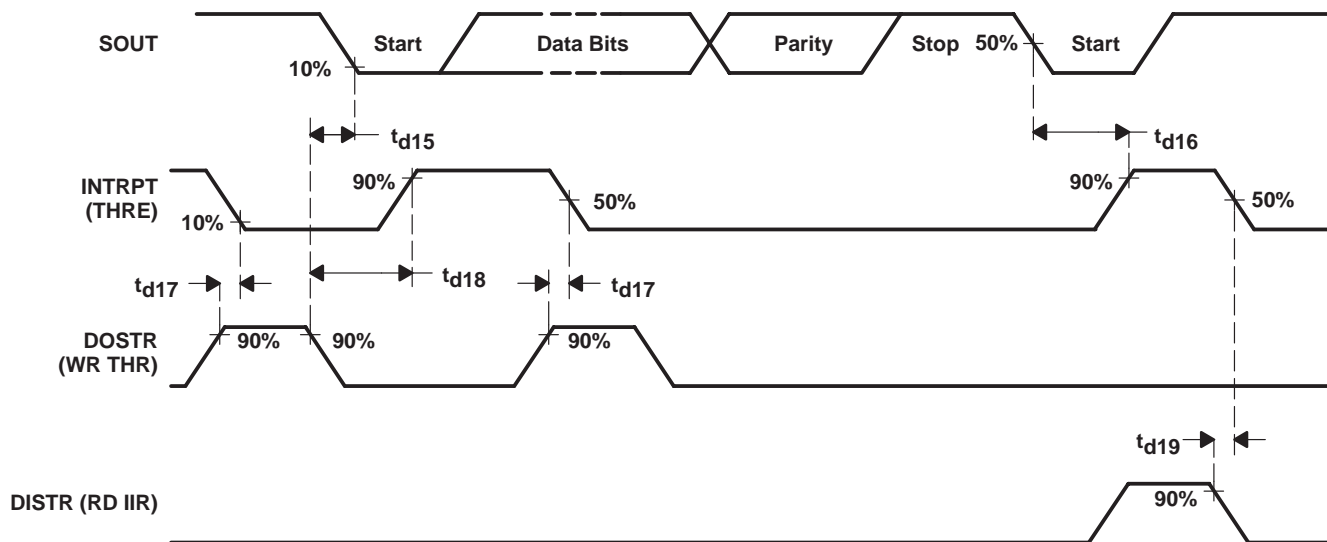 SOUT
Start
Data Bits
Parity
Stop
50%
Start
10%
td15
td16
INTRPT
(THRE)
90%
50%
90%
50%
10%
td17
td18
td17
DOSTR
(WR THR)
90%
90%
90%
td19
DISTR (RD IIR)
90%